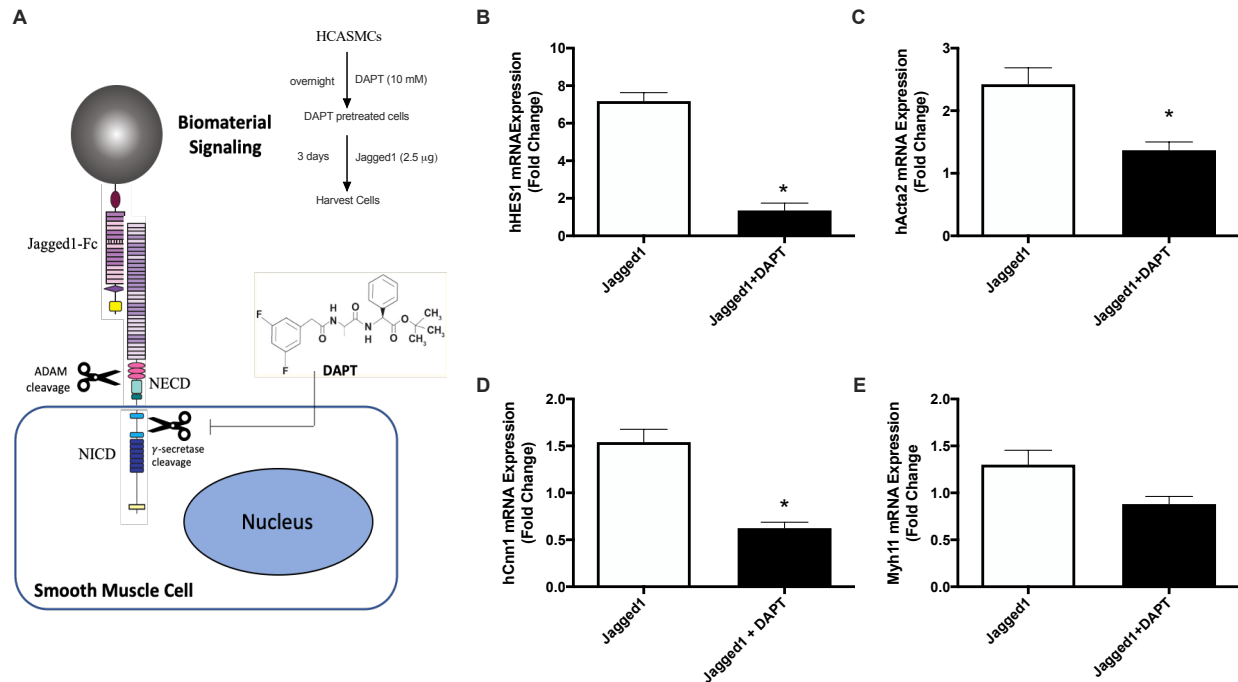 A
HCASMCs
overnight
DAPT (10 mM)
DAPT pretreated cells
3 days
Jagged1 (2.5 μg)
Harvest Cells
Biomaterial
Signaling
Jagged1-Fc
ADAM
cleavage
NECD
F
F
O
H
N
O
N
H
O
O
CH₃
CH₃
CH₃
DAPT
γ-secretase
cleavage
NICD
Nucleus
Smooth Muscle Cell
B
hHES1 mRNAExpression
(Fold Change)
10
8
6
4
2
0
*
Jagged1
Jagged1+DAPT
C
hActa2 mRNA Expression
(Fold Change)
3
2
1
0
*
Jagged1
Jagged1+DAPT
D
hCnn1 mRNA Expression
(Fold Change)
2.0
1.5
1.0
0.5
0.0
*
Jagged1
Jagged1 + DAPT
E
Myh11 mRNA Expression
(Fold Change
2.0
1.5
1.0
0.5
0.0
Jagged1
Jagged1+DAPT